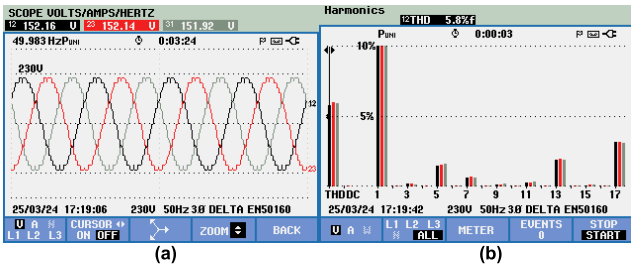 SCOPE VOLTS/AMPS/HERTZ
12 152.16 U 23 152.14 U 31 151.92 U
49.983 Hz PUNI 0:03:24
230V
12
23
25/03/24 17:19:06 230V 50Hz 3Ø DELTA EN50160
U A
L1 L2 L3
CURSOR
ON OFF
ZOOM
BACK
(a)
Harmonics
12THD 5.8%f
PUNI 0:00:03
10%
5%
THDDC 1 3 5 7 9 11 13 15 17
25/03/24 17:19:42 230V 50Hz 3Ø DELTA EN50160
U A
L1 L2 L3
ALL
METER
EVENTS
0
STOP
START
(b)